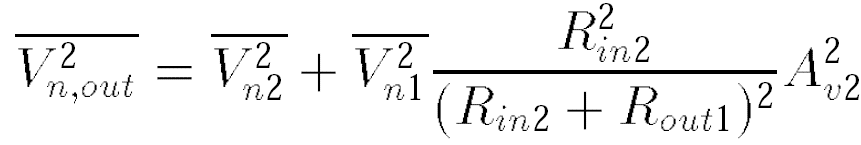 $\overline{V_{n,out}^2} = \overline{V_{n2}^2} + \overline{V_{n1}^2} \frac{R_{in2}^2}{(R_{in2} + R_{out1})^2} A_{v2}^2$